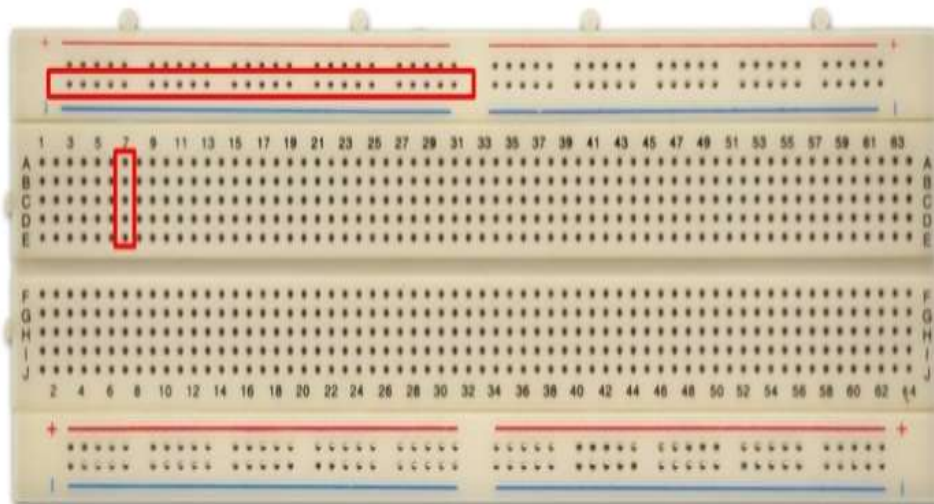 + +
- -
1 3 5 7 9 11 13 15 17 19 21 23 25 27 29 31 33 35 37 39 41 43 45 47 49 51 53 55 57 59 61 63
A A
B B
C C
D D
E E
F F
G G
H H
I I
J J
2 4 6 8 10 12 14 16 18 20 22 24 26 28 30 32 34 36 38 40 42 44 46 48 50 52 54 56 58 60 62 64
+ +
- -